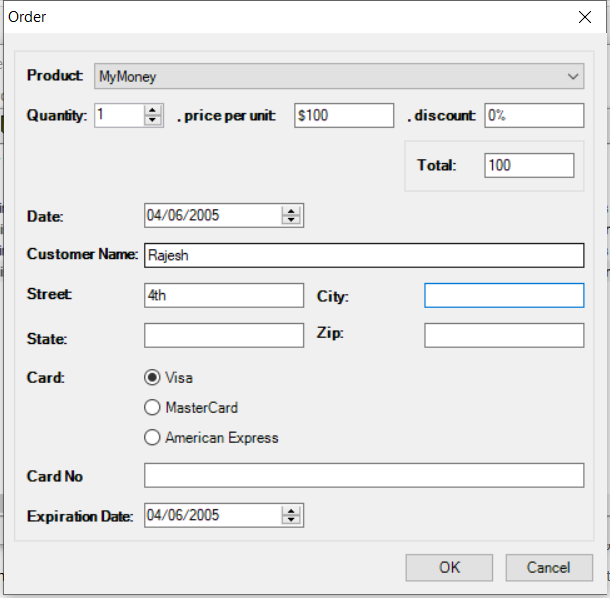 Order
Product: MyMoney
Quantity: 1 , price per unit: $100 , discount: 0%
Total: 100
Date: 04/06/2005
Customer Name: Rajesh
Street: 4th City:
State: Zip:
Card: Visa
MasterCard
American Express
Card No
Expiration Date: 04/06/2005
OK Cancel